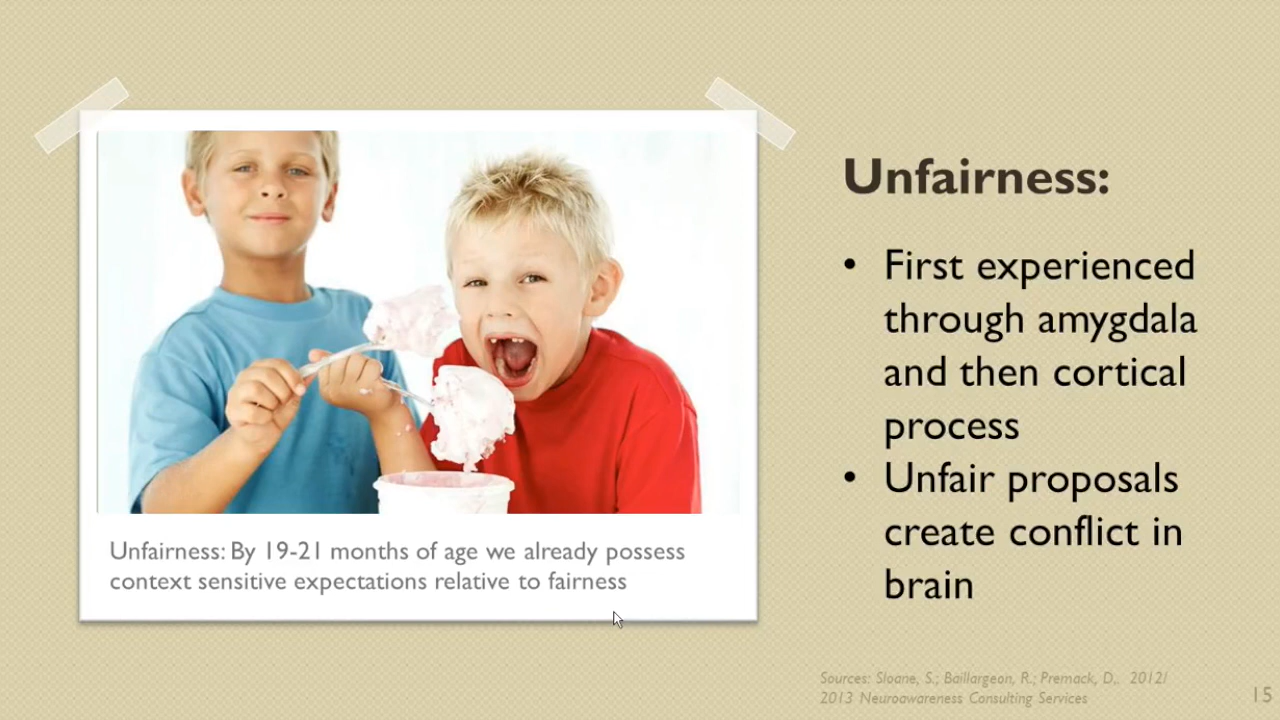 Unfairness:
• First experienced
through amygdala
and then cortical
process
• Unfair proposals
create conflict in
brain
Unfairness: By 19-21 months of age we already possess
context sensitive expectations relative to fairness
Sources: Sloane, S.; Baillargeon, R.; Premack, D,. 2012/
2013 Neuroawareness Consulting Services
15